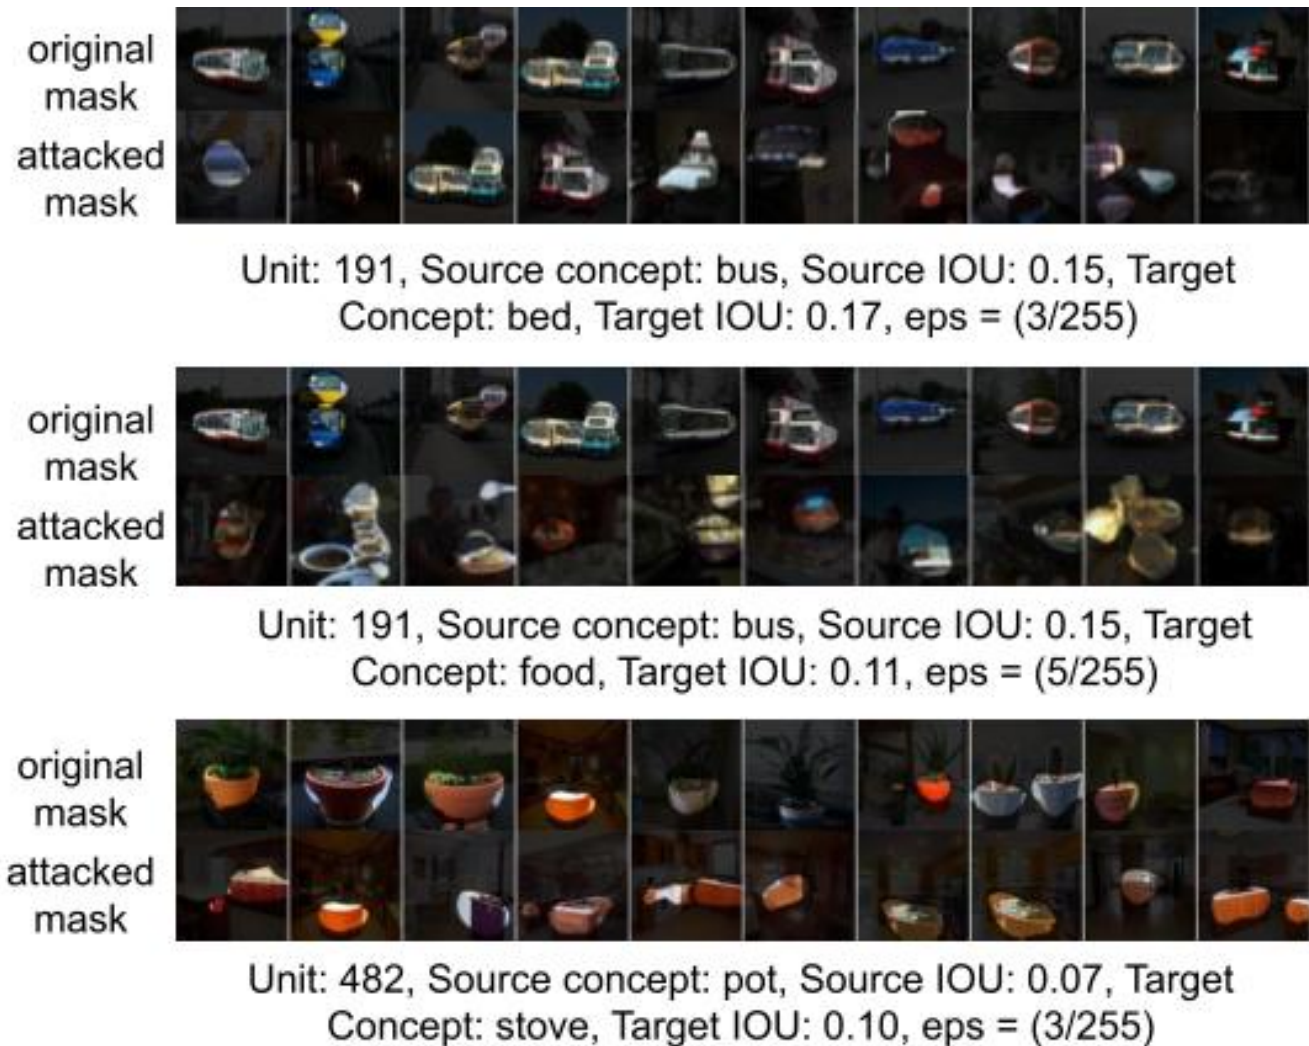 original
mask
attacked
mask
Unit: 191, Source concept: bus, Source IOU: 0.15, Target
Concept: bed, Target IOU: 0.17, eps = (3/255)
original
mask
attacked
mask
Unit: 191, Source concept: bus, Source IOU: 0.15, Target
Concept: food, Target IOU: 0.11, eps = (5/255)
original
mask
attacked
mask
Unit: 482, Source concept: pot, Source IOU: 0.07, Target
Concept: stove, Target IOU: 0.10, eps = (3/255)